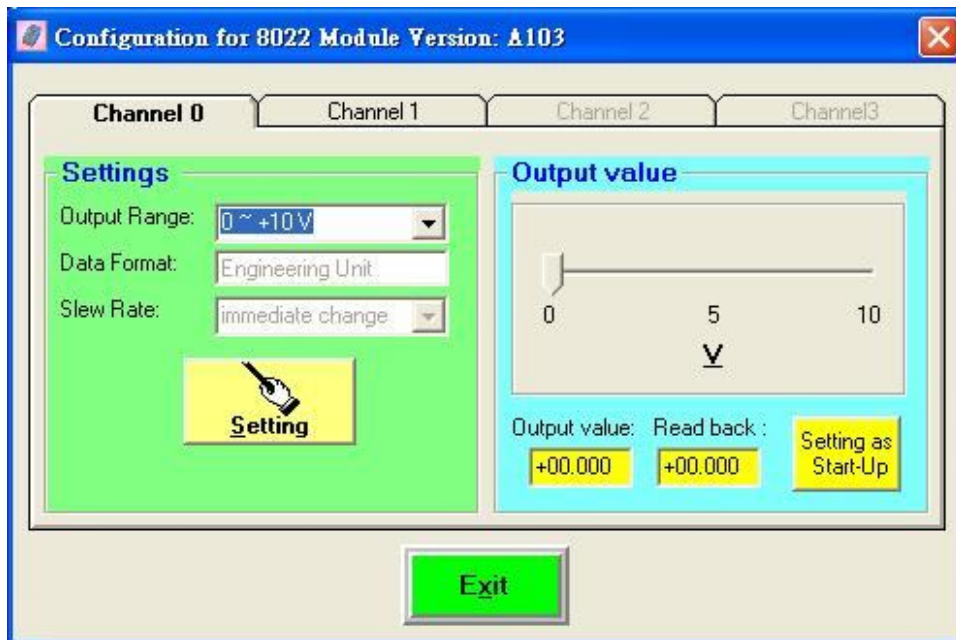 Configuration for 8022 Module Version: A103
Channel 0
Channel 1
Channel 2
Channel3
Settings
Output Range:
0 ~ +10 V
Data Format:
Engineering Unit
Slew Rate:
immediate change
Setting
Output value
0
5
10
V
Output value:
Read back :
+00.000
+00.000
Setting as
Start-Up
Exit